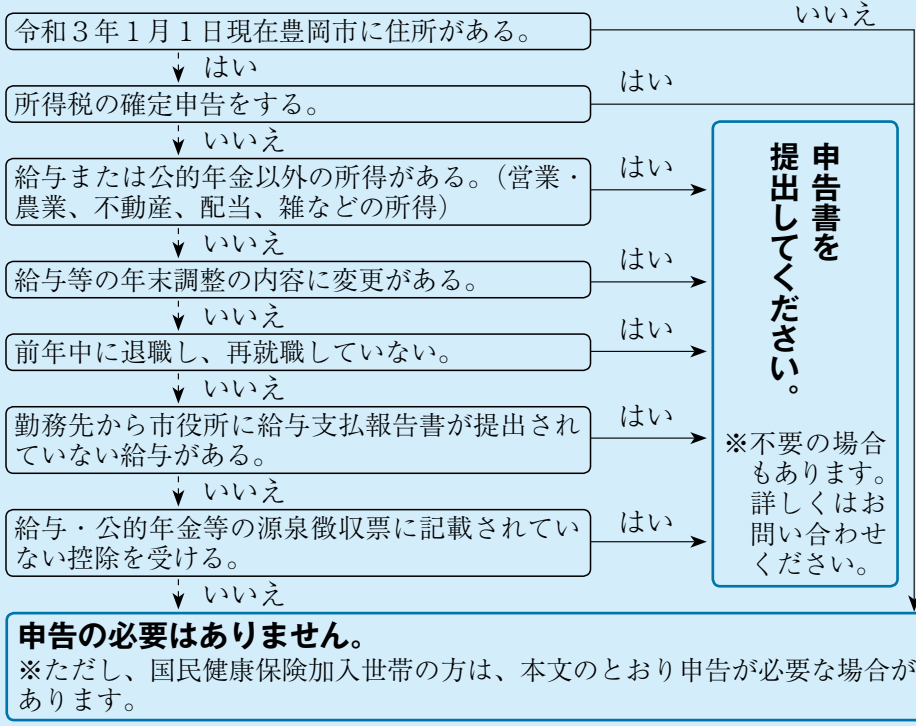 令和３年１月１日現在豊岡市に住所がある。
いいえ
はい
所得税の確定申告をする。
はい
いいえ
給与または公的年金以外の所得がある。（営業・
農業、不動産、配当、雑などの所得）
はい
いいえ
給与等の年末調整の内容に変更がある。
はい
いいえ
前年中に退職し、再就職していない。
はい
いいえ
勤務先から市役所に給与支払報告書が提出され
ていない給与がある。
はい
いいえ
給与・公的年金等の源泉徴収票に記載されてい
ない控除を受ける。
はい
いいえ
申告書を
提出してください。
※不要の場合
もあります。
詳しくはお
問い合わせ
ください。
申告の必要はありません。
※ただし、国民健康保険加入世帯の方は、本文のとおり申告が必要な場合が
あります。